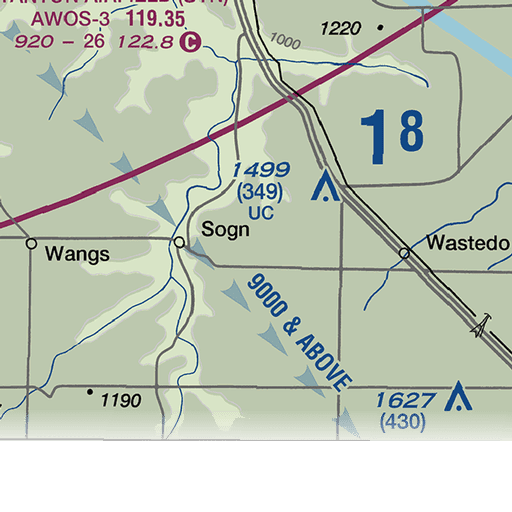 AWOS-3 119.35
920 - 26 122.8 C
1000
1220
18
1499
(349)
UC
Sogn
Wangs
Wastedo
9000 & ABOVE
1190
1627
(430)